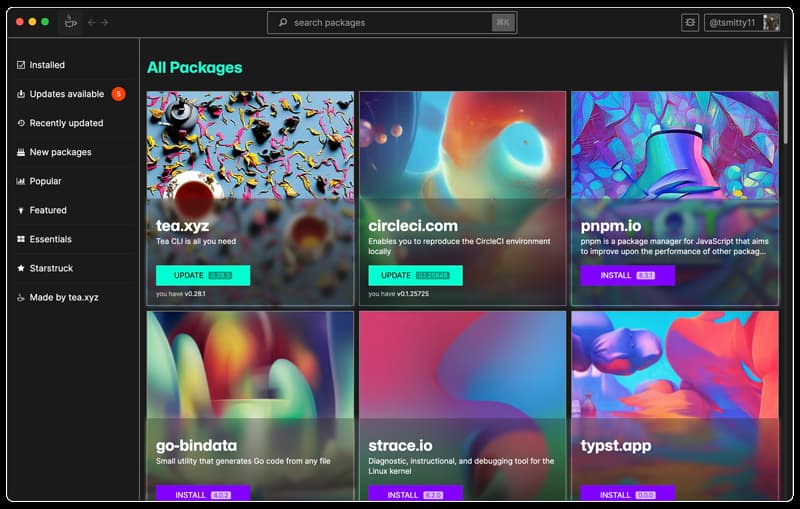 search packages
⌘K
@tsmitty11
Installed
Updates available
5
Recently updated
New packages
Popular
Featured
Essentials
Starstruck
Made by tea.xyz
All Packages
tea.xyz
Tea CLI is all you need
UPDATE 0.28.3
you have v0.28.1
circleci.com
Enables you to reproduce the CircleCI environment
locally
UPDATE
you have v0.1.25725
pnpm.io
pnpm is a package manager for JavaScript that aims
to improve upon the performance of other packag...
INSTALL 8.3.1
go-bindata
Small utility that generates Go code from any file
INSTALL 4.0.2
strace.io
Diagnostic, instructional, and debugging tool for the
Linux kernel
INSTALL 6.2.0
typst.app
INSTALL 0.0.0